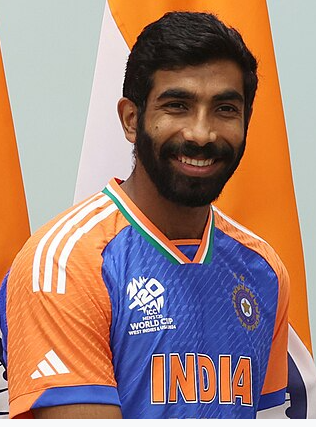 ICC
MEN'S T20
WORLD CUP
WEST INDIES & USA 2024
INDIA